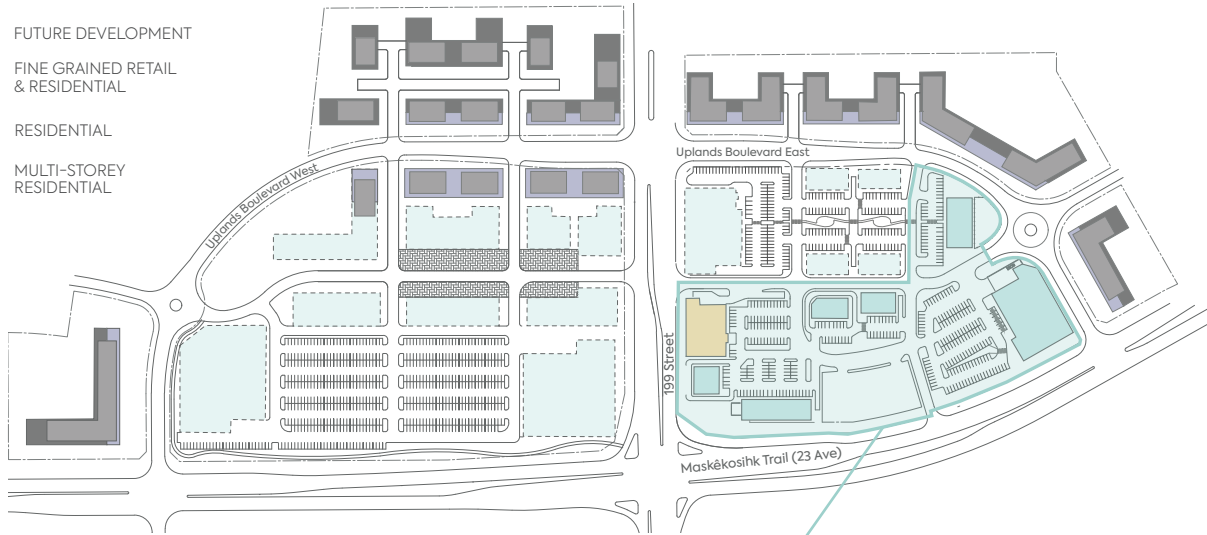 FUTURE DEVELOPMENT
FINE GRAINED RETAIL
& RESIDENTIAL
RESIDENTIAL
MULTI-STOREY
RESIDENTIAL
Uplands Boulevard West
Uplands Boulevard East
199 Street
Maskêkosihk Trail (23 Ave)